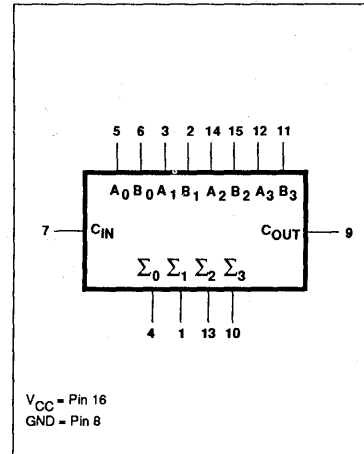 5 6 3 2 14 15 12 11
A0 B0 A1 B1 A2 B2 A3 B3
7 CIN COUT 9
Σ0 Σ1 Σ2 Σ3
4 1 13 10
VCC = Pin 16
GND = Pin 8